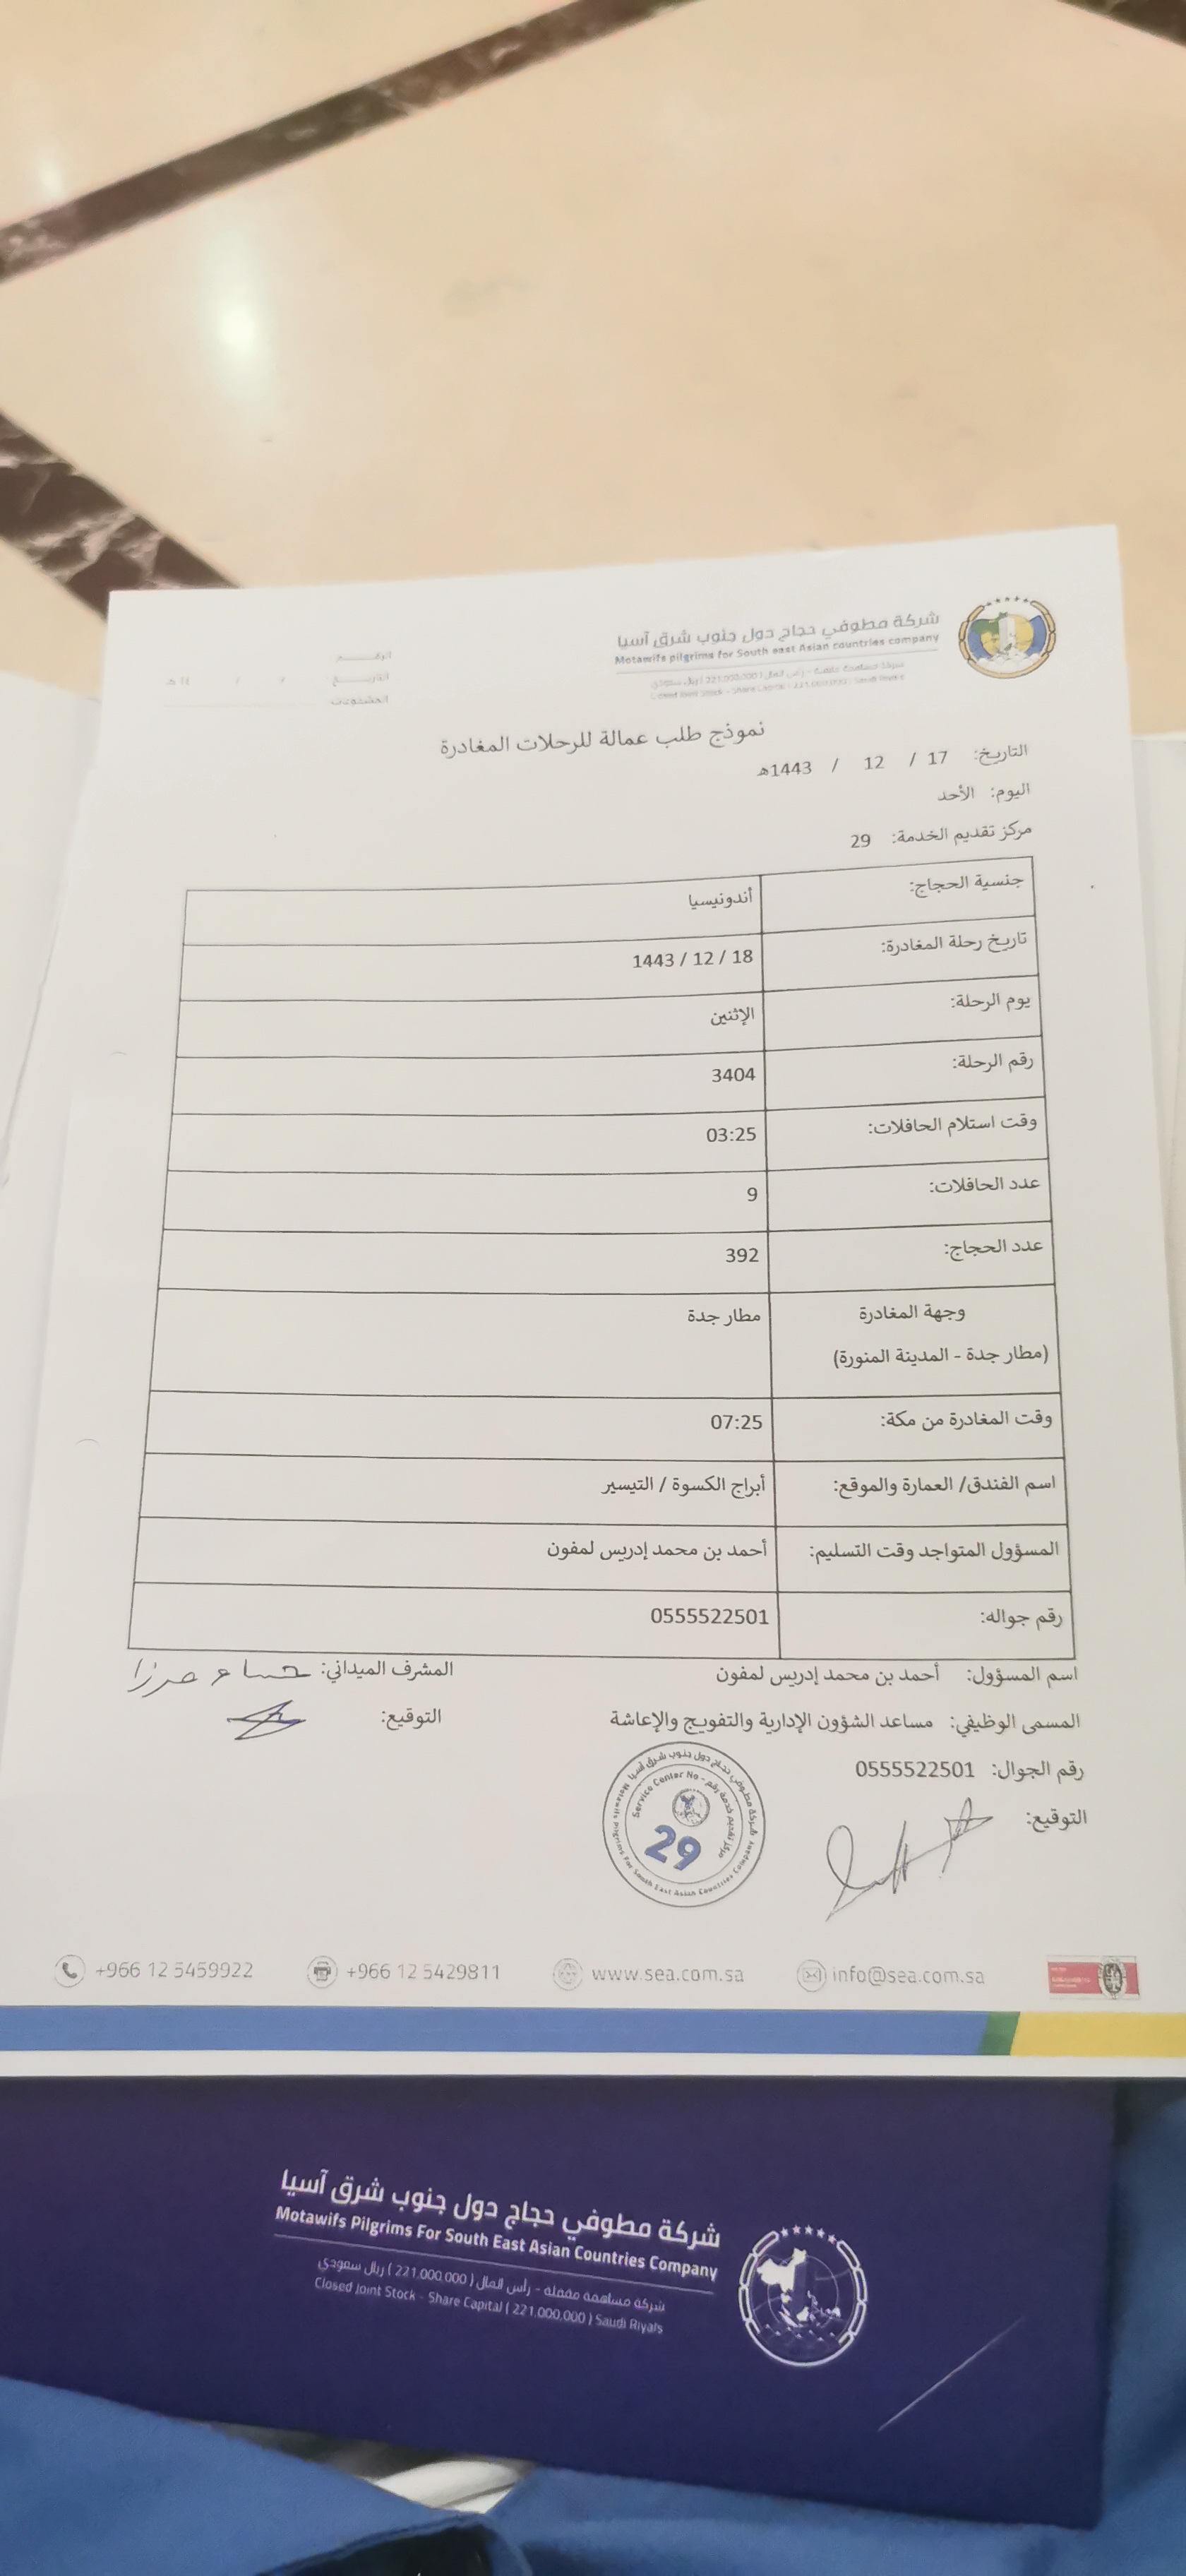 شركة مطوفي حجاج دول جنوب شرق آسيا
Motawifs pilgrims for South east Asian countries company
شركة مساهمة مقفلة - رأس المال ( 221.000.000 ) ريال سعودي
Closed Joint Stock - Share Capital ( 221.000.000 ) Saudi Riyals
الرقـــــم :
التاريـــخ : / / ١٤ هـ
المشفوعات :
نموذج طلب عمالة للرحلات المغادرة
التاريخ: 17 / 12 / 1443هـ
اليوم: الأحد
مركز تقديم الخدمة: 29
جنسية الحجاج: أندونيسيا
تاريخ رحلة المغادرة: 18 / 12 / 1443
يوم الرحلة: الإثنين
رقم الرحلة: 3404
وقت استلام الحافلات: 03:25
عدد الحافلات: 9
عدد الحجاج: 392
وجهة المغادرة مطار جدة
(مطار جدة - المدينة المنورة)
وقت المغادرة من مكة: 07:25
اسم الفندق/ العمارة والموقع: أبراج الكسوة / التيسير
المسؤول المتواجد وقت التسليم: أحمد بن محمد إدريس لمفون
رقم جواله: 0555522501
اسم المسؤول: أحمد بن محمد إدريس لمفون
المسمى الوظيفي: مساعد الشؤون الإدارية والتفويج والإعاشة
رقم الجوال: 0555522501
التوقيع:
المشرف الميداني: حسام مرزا
التوقيع:
شركة مطوفي حجاج دول جنوب شرق آسيا
Motawifs Pilgrims For South East Asian Countries Company
مركز تقديم خدمة رقم - Service Center No
29
+966 12 5459922
+966 12 5429811
www.sea.com.sa
info@sea.com.sa
شركة مطوفي حجاج دول جنوب شرق آسيا
Motawifs Pilgrims For South East Asian Countries Company
شركة مساهمة مقفلة - رأس المال ( 221.000.000 ) ريال سعودي
Closed Joint Stock - Share Capital ( 221.000.000 ) Saudi Riyals